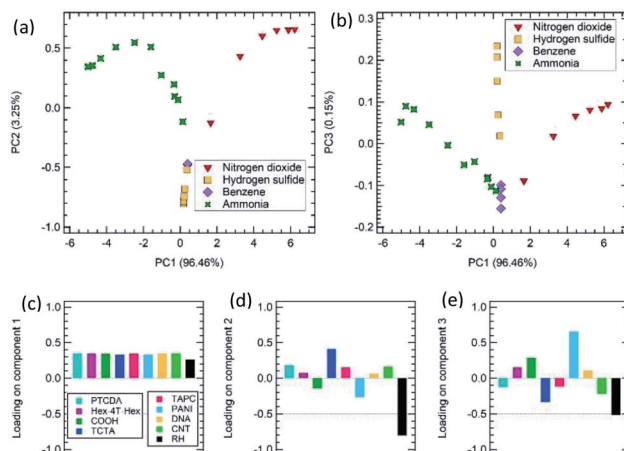 (a)
0.5
0.0
-0.5
-1.0
PC2 (3.25%)
Nitrogen dioxide
Hydrogen sulfide
Benzene
Ammonia
-6 -4 -2 0 2 4 6
PC1 (96.46%)
(b)
0.3
0.2
0.1
0.0
-0.1
-0.2
PC3 (0.15%)
Nitrogen dioxide
Hydrogen sulfide
Benzene
Ammonia
-6 -4 -2 0 2 4 6
PC1 (96.46%)
(c)
1.0
0.5
0.0
-0.5
-1.0
Loading on component 1
PTCDA
Hex-4T-Hex
COOH
TCTA
TAPC
PANI
DNA
CNT
RH
(d)
1.0
0.5
0.0
-0.5
-1.0
Loading on component 2
(e)
1.0
0.5
0.0
-0.5
-1.0
Loading on component 3